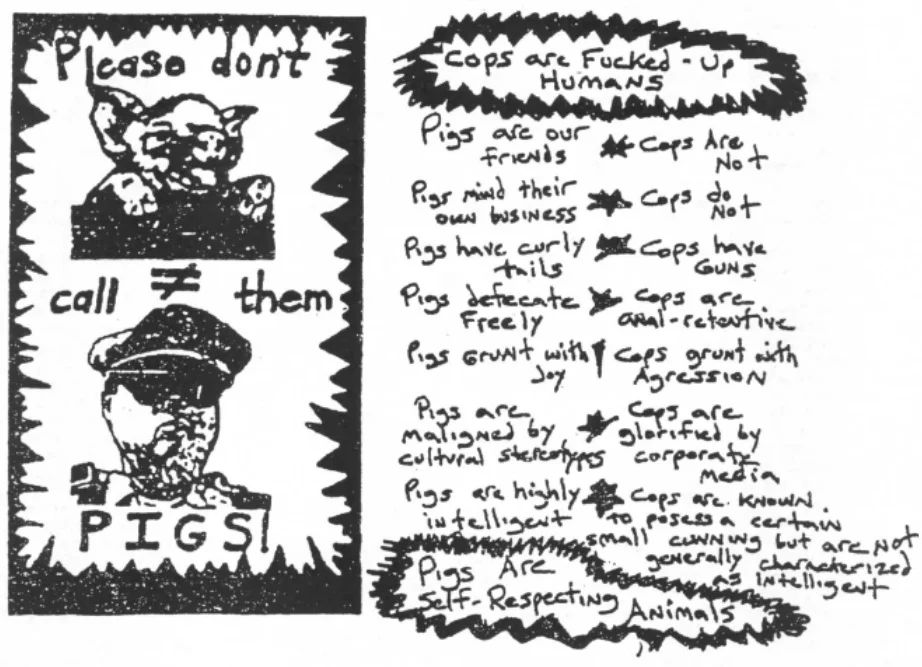 Please don't
call ≠ them
PIGS!
Cops are Fucked-Up
Humans
Pigs are our
friends
Cops Are
Not
Pigs mind their
own business
Cops do
Not
Pigs have curly
tails
Cops have
Guns
Pigs defecate
Freely
Cops are
anal-retentive
Pigs Grunt with
Joy
Cops grunt with
Agression
Pigs are
maligned by
cultural stereotypes
Cops are
glorified by
corporate
media
Pigs are highly
intelligent
Cops are known
to posess a certain
small cunning but are not
generally characterized
as intelligent
Pigs Are
Self-Respecting
Animals